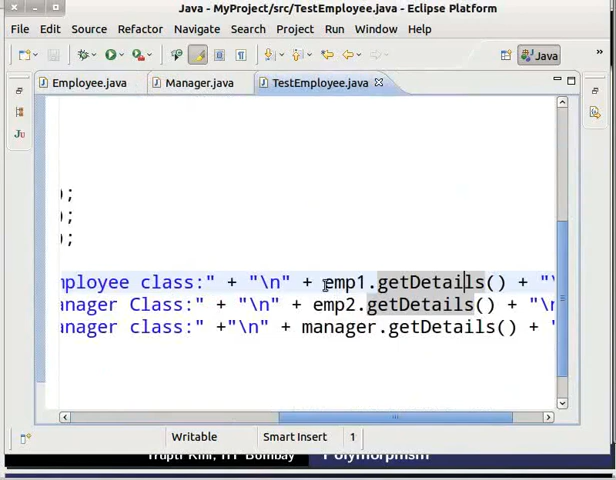 Java - MyProject/src/TestEmployee.java - Eclipse Platform
File Edit Source Refactor Navigate Search Project Run Window Help
Java
Employee.java Manager.java TestEmployee.java
);
);
);
mployee class:" + "\n" + emp1.getDetails() + "\
anager Class:" + "\n" + emp2.getDetails() + "\n
anager class:" +"\n" + manager.getDetails() + "
Writable Smart Insert 1
Polymorphism